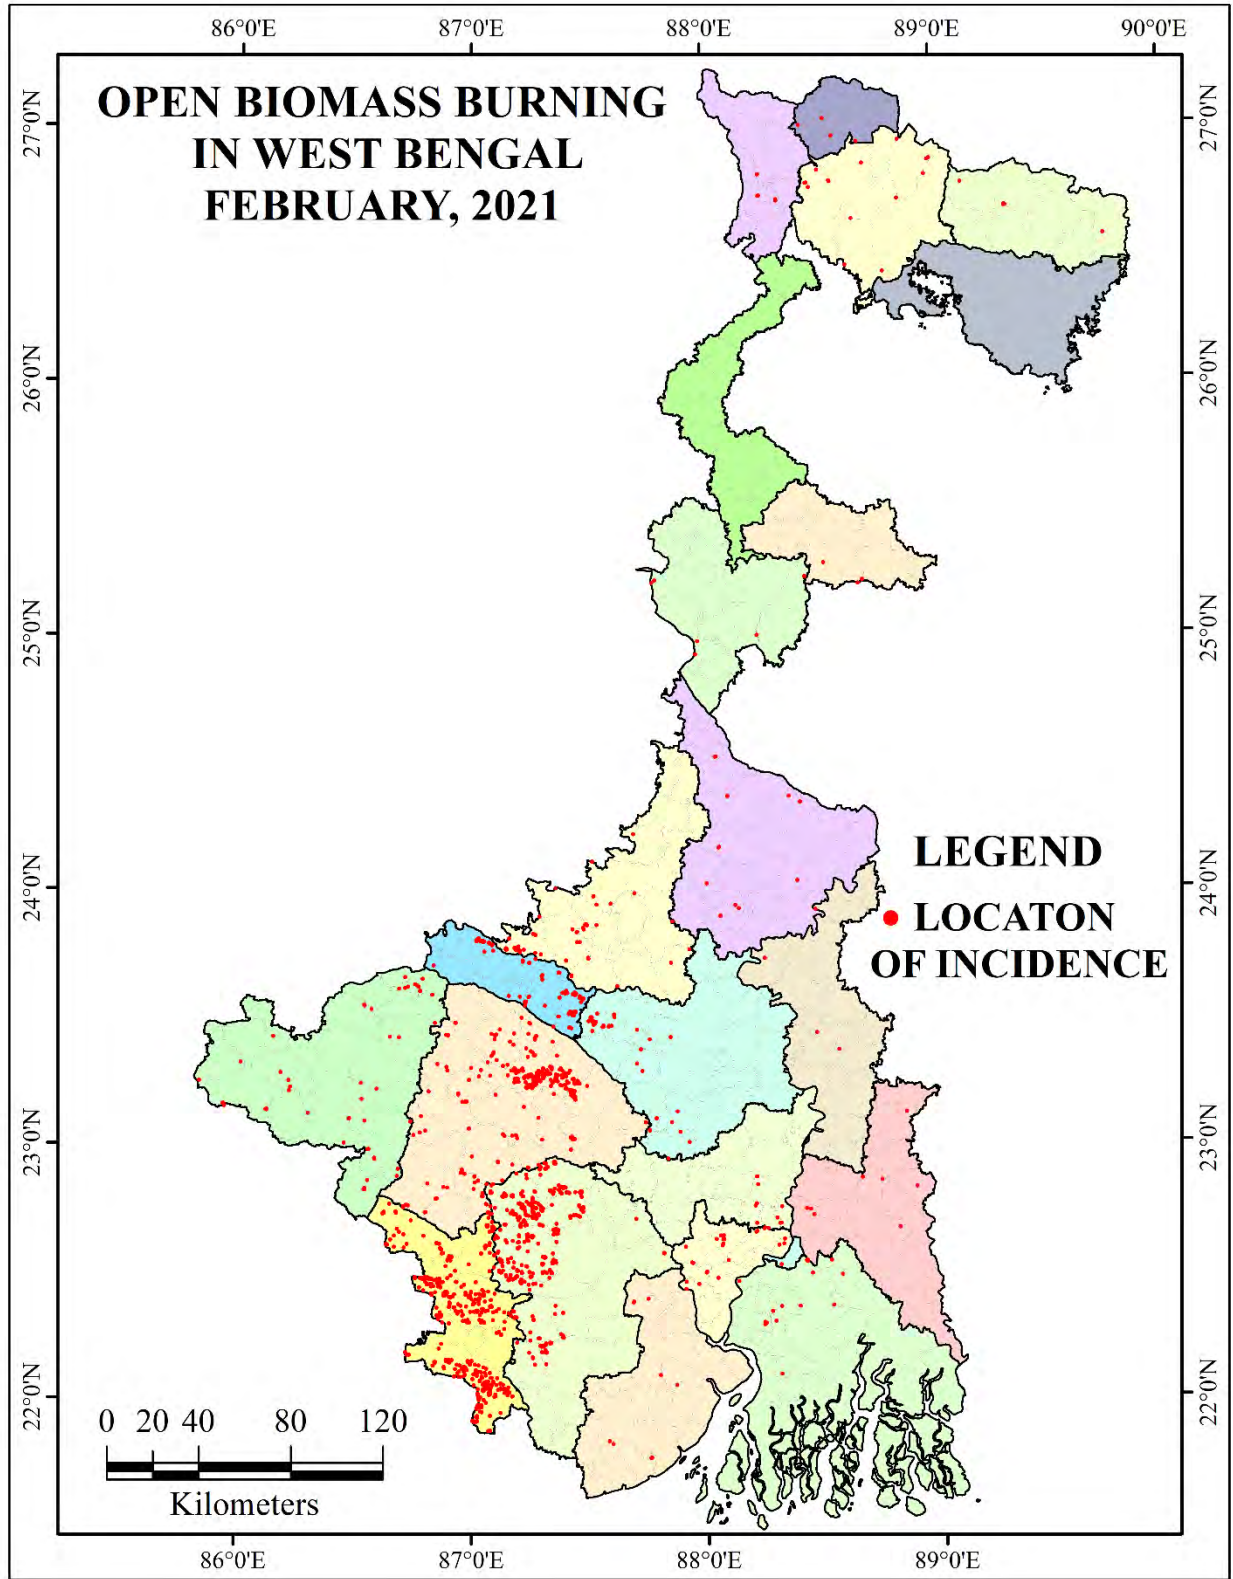 86°0'E 87°0'E 88°0'E 89°0'E 90°0'E
OPEN BIOMASS BURNING
IN WEST BENGAL
FEBRUARY, 2021
27°0'N 27°0'N
26°0'N 26°0'N
25°0'N 25°0'N
LEGEND
24°0'N 24°0'N
LOCATON
OF INCIDENCE
23°0'N 23°0'N
22°0'N 22°0'N
0 20 40 80 120
Kilometers
86°0'E 87°0'E 88°0'E 89°0'E